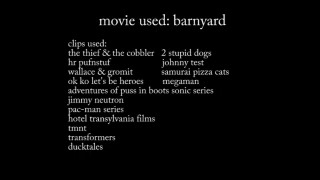 movie used: barnyard
clips used:
the thief & the cobbler 2 stupid dogs
hr pufnstuf johnny test
wallace & gromit samurai pizza cats
ok ko let's be heroes megaman
adventures of puss in boots sonic series
jimmy neutron
pac-man series
hotel transylvania films
tmnt
transformers
ducktales